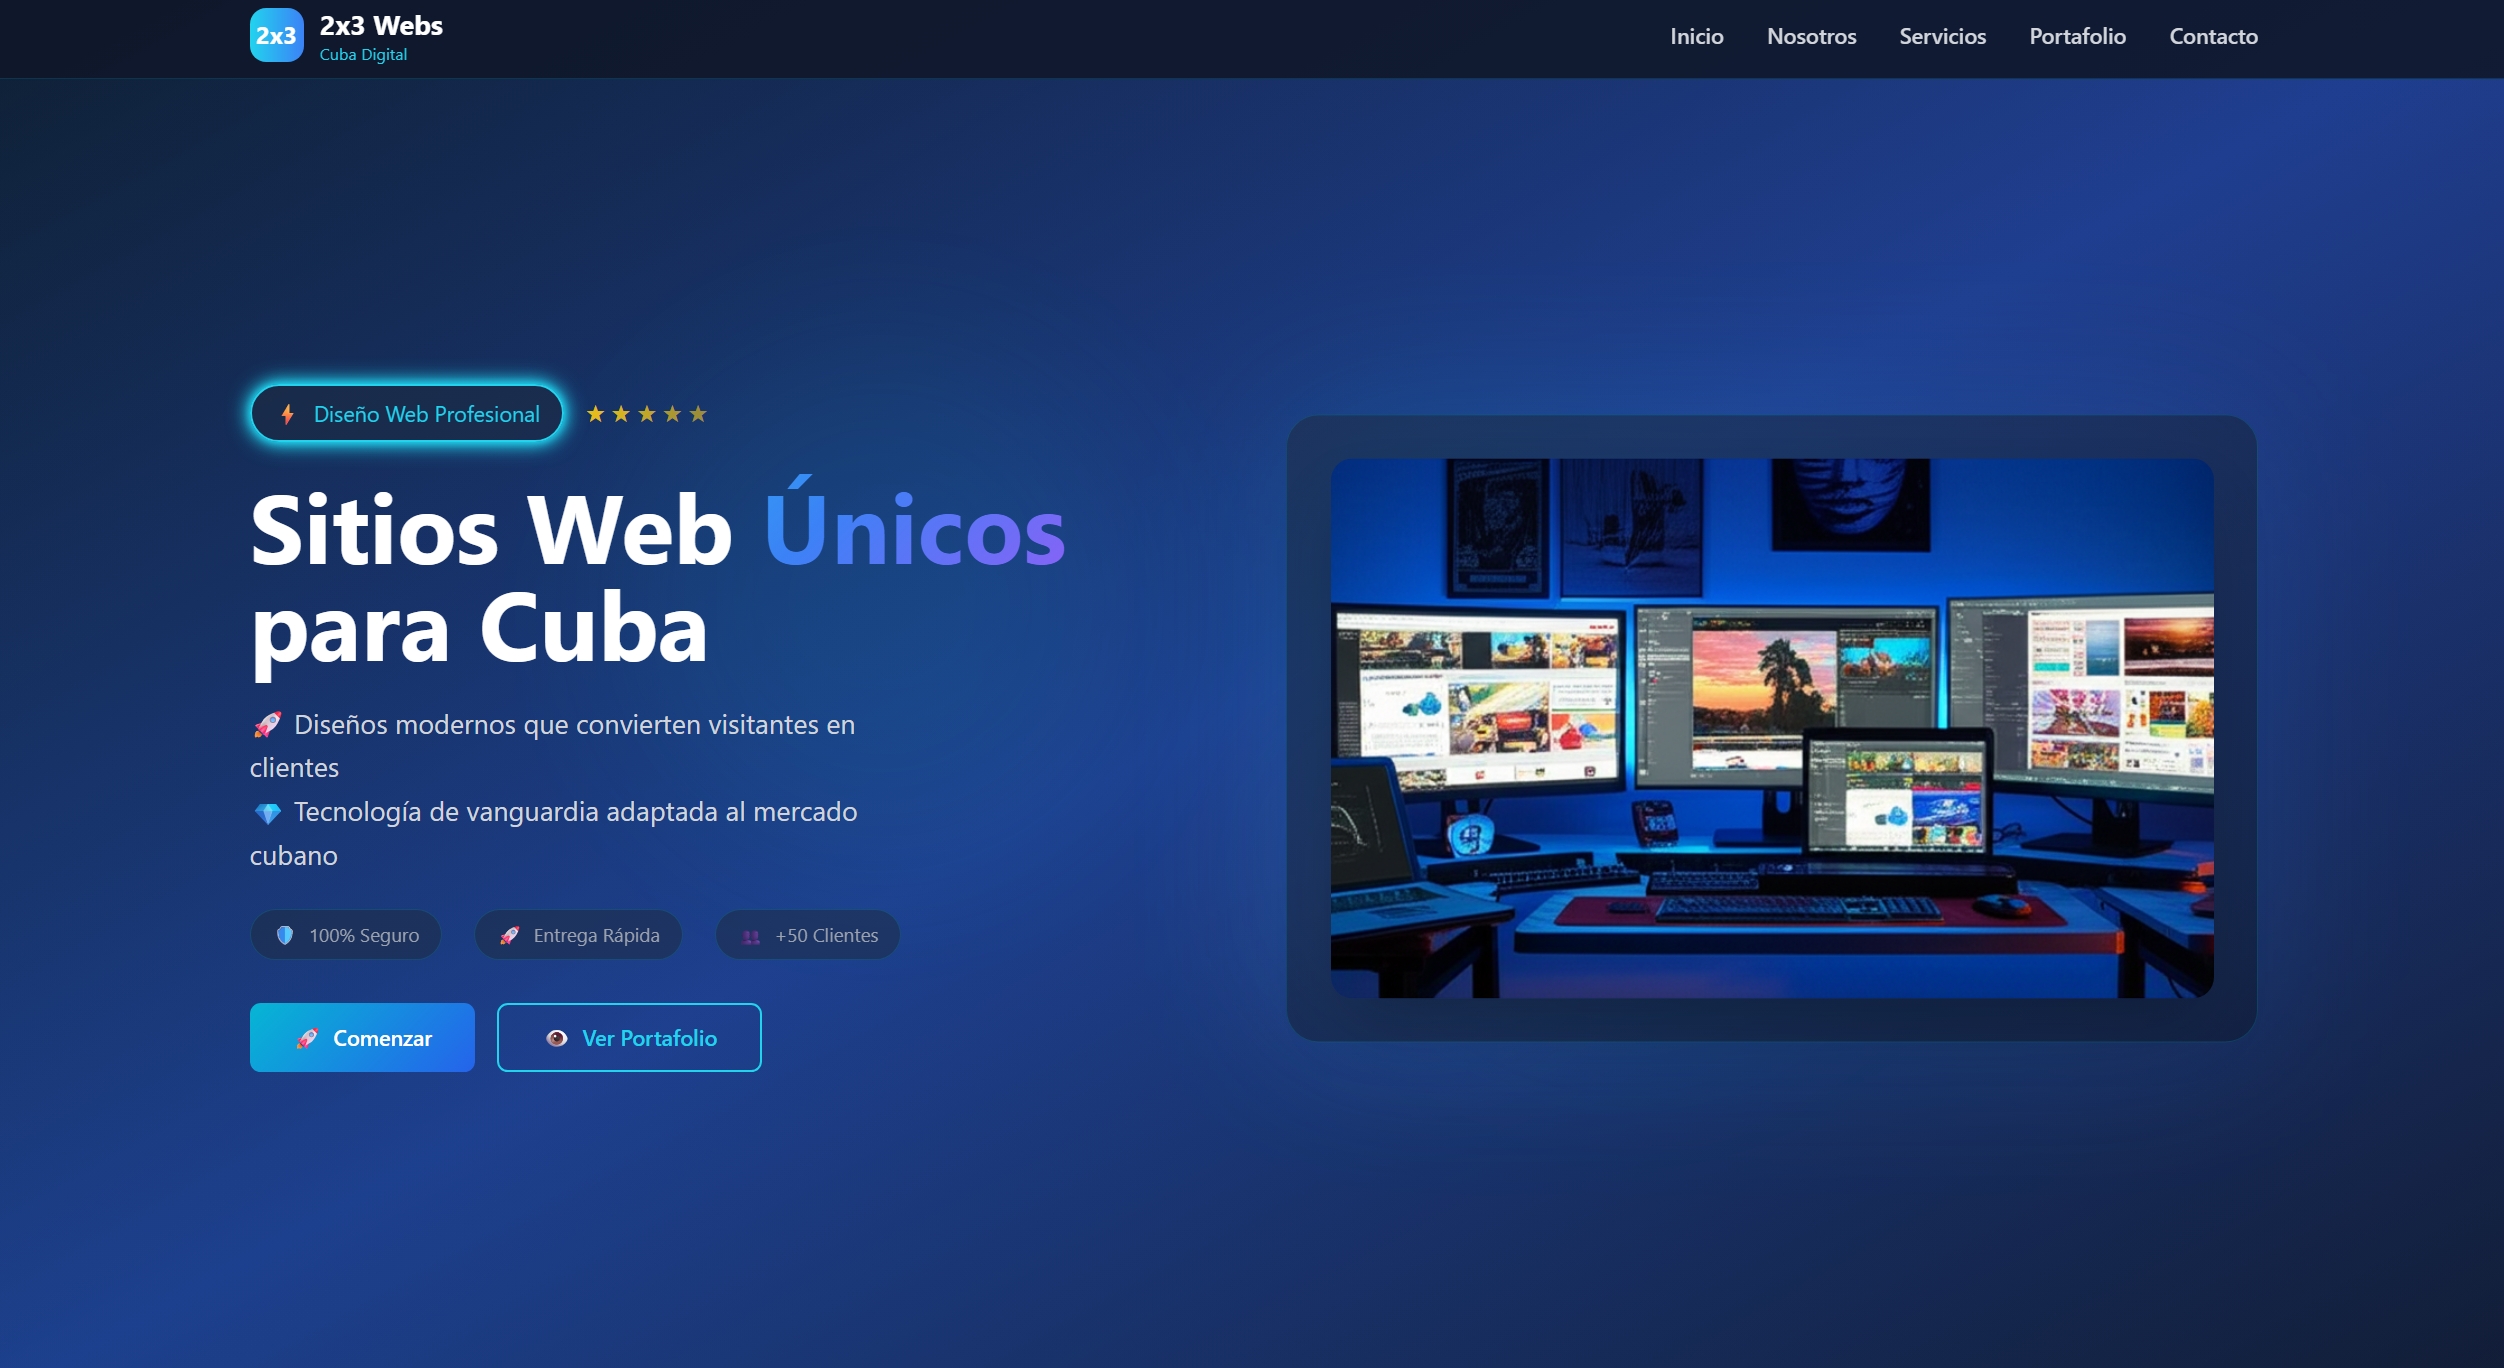 2x3
2x3 Webs
Cuba Digital
Inicio
Nosotros
Servicios
Portafolio
Contacto
Diseño Web Profesional
Sitios Web Únicos
para Cuba
Diseños modernos que convierten visitantes en
clientes
Tecnología de vanguardia adaptada al mercado
cubano
100% Seguro
Entrega Rápida
+50 Clientes
Comenzar
Ver Portafolio